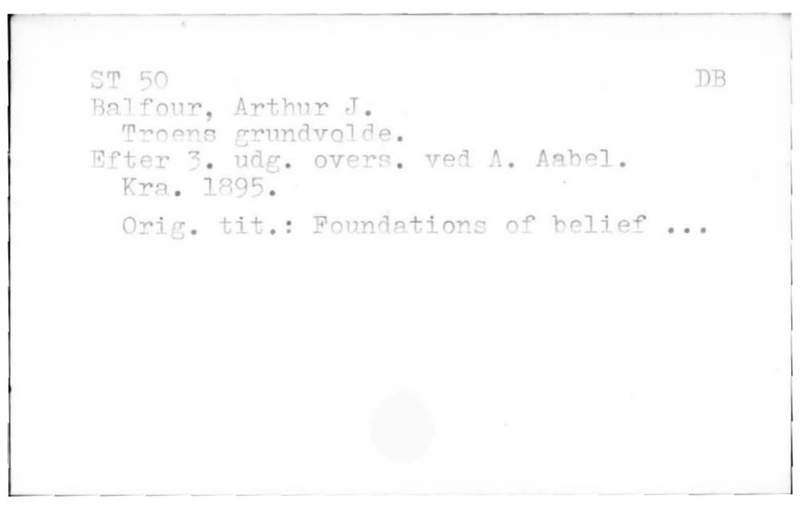 ST 50 DB
Balfour, Arthur J.
Troens grundvolde.
Efter 3. udg. overs. ved A. Aabel.
Kra. 1895.
Orig. tit.: Foundations of belief ...